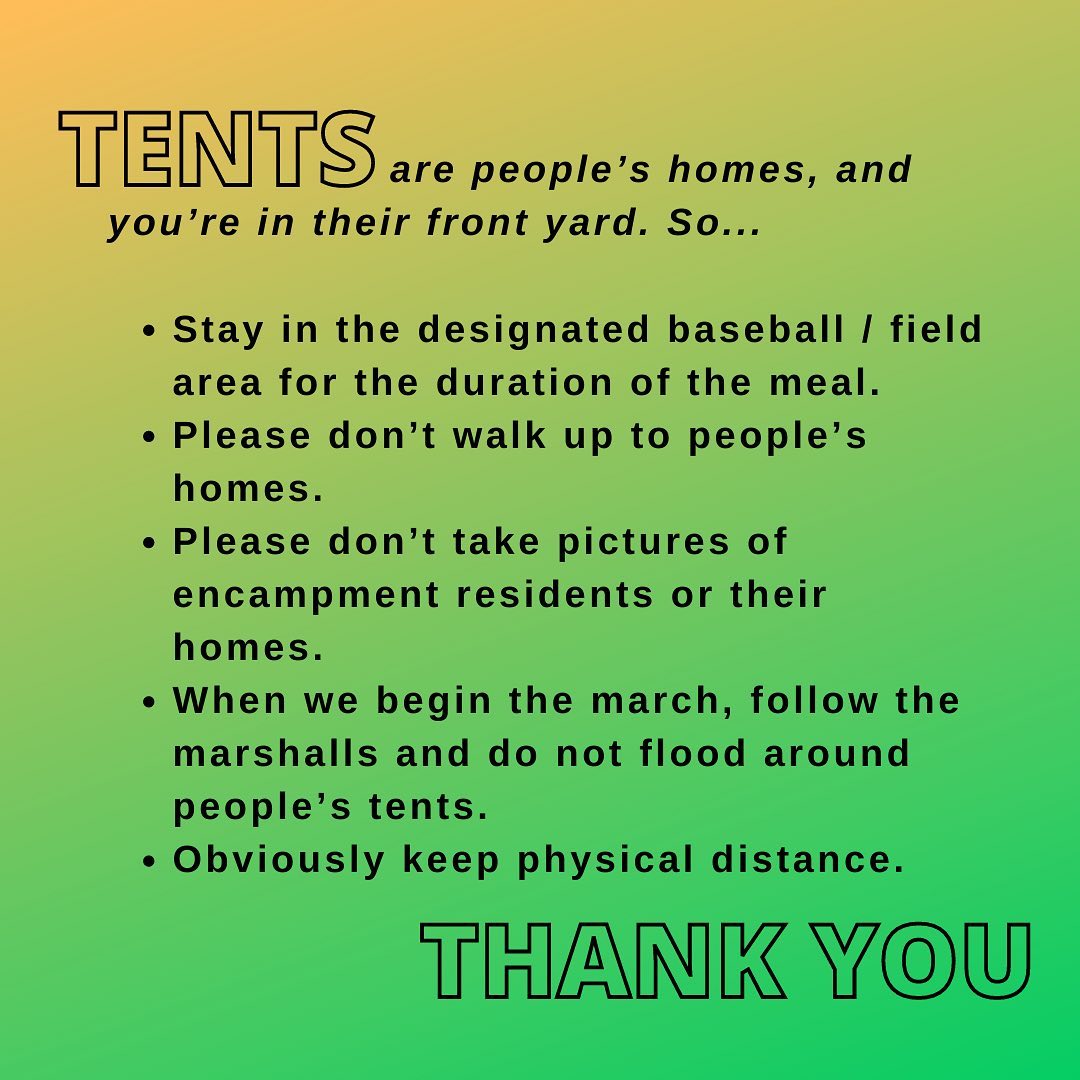 TENTS are people’s homes, and
you’re in their front yard. So...
• Stay in the designated baseball / field
area for the duration of the meal.
• Please don’t walk up to people’s
homes.
• Please don’t take pictures of
encampment residents or their
homes.
• When we begin the march, follow the
marshalls and do not flood around
people’s tents.
• Obviously keep physical distance.
THANK YOU